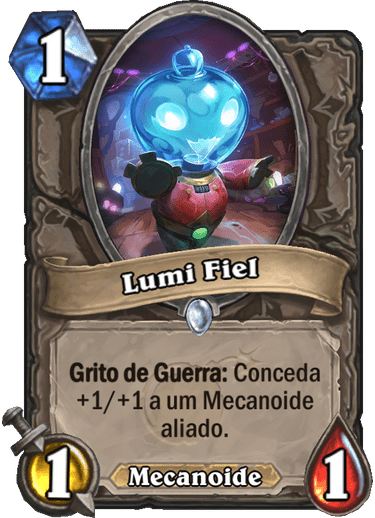 1
Lumi Fiel
Grito de Guerra: Conceda
+1/+1 a um Mecanoide
aliado.
1
Mecanoide
1